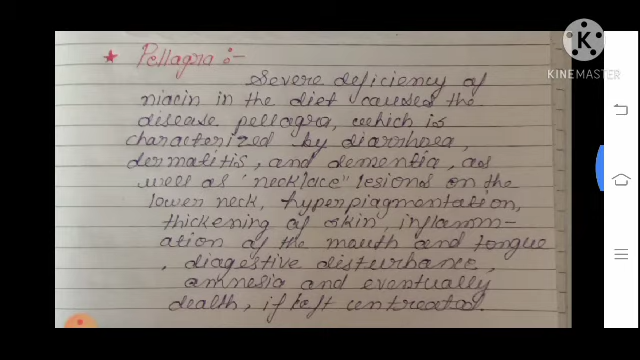 ★ Pellagra :-
Severe deficiency of
niacin in the diet caused the
disease pellagra, which is
characterized by diarrhoea,
dermatitis, and dementia, as
well as "necklace" lesions on the
lower neck, hyperpiagmentation,
thickening of skin, inflamm-
ation of the mouth and tongue
, diagestive disturbance,
amnesia and eventually
death, if left untreated.
K
KINEMASTER